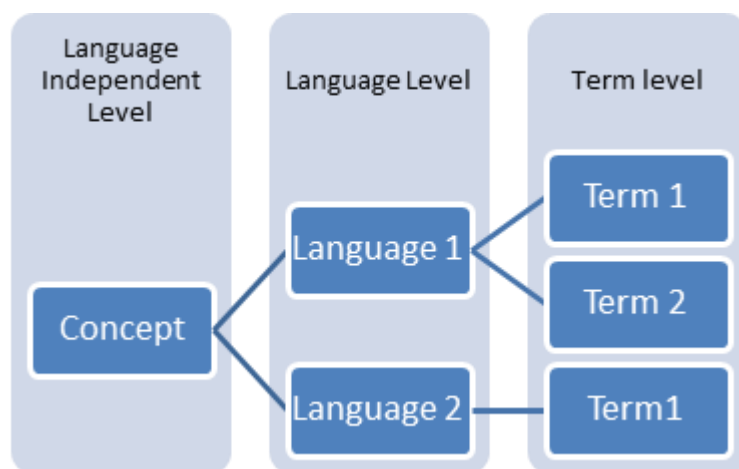 Language
Independent
Level
Language Level
Term level
Concept
Language 1
Language 2
Term 1
Term 2
Term1